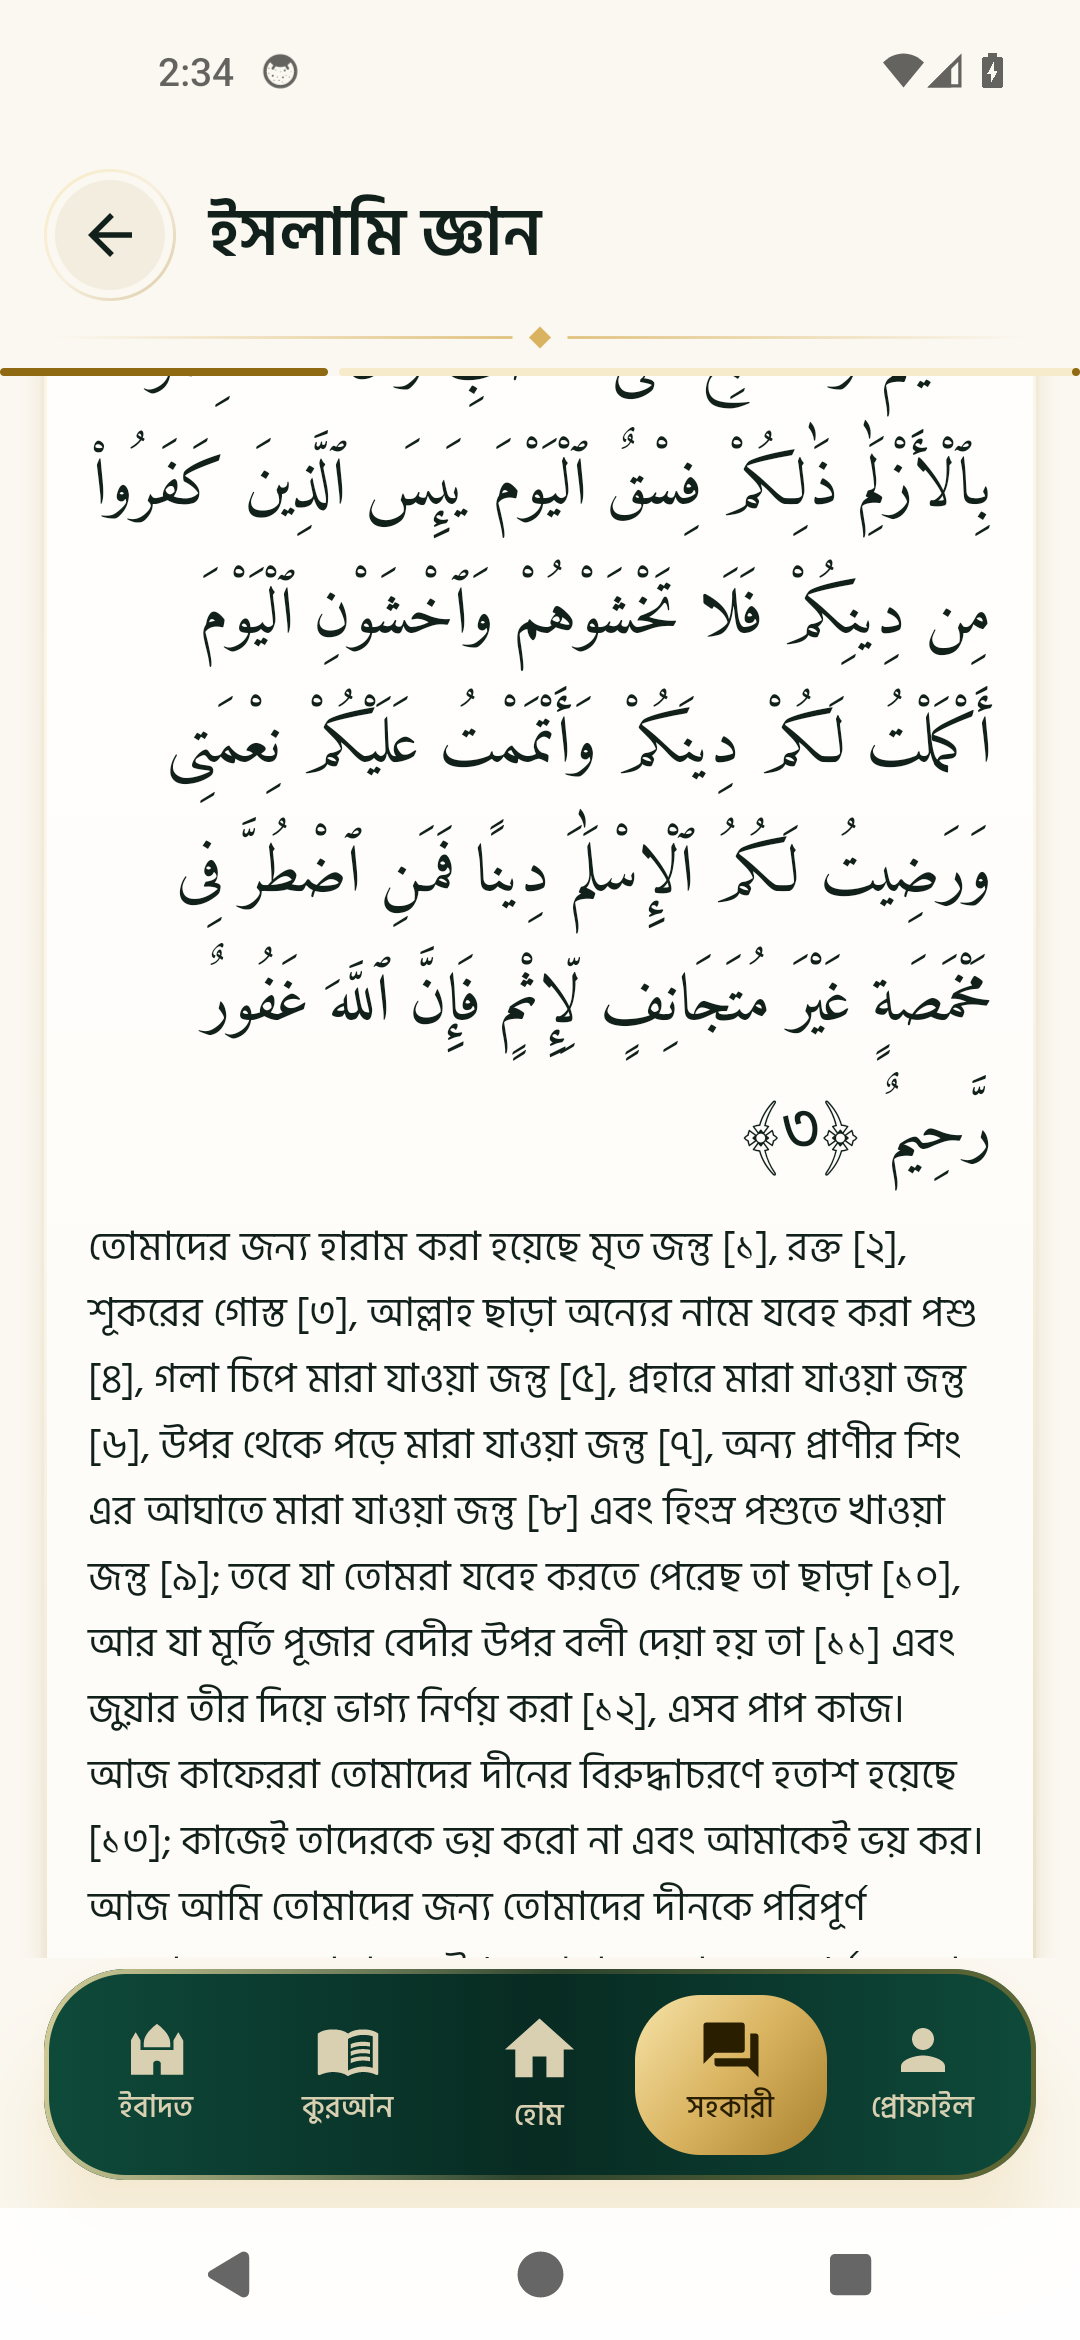 2:34
ইসলামি জ্ঞান
بِٱلْأَزْلَٰمِ ذَٰلِكُمْ فِسْقٌ ٱلْيَوْمَ يَئِسَ ٱلَّذِينَ كَفَرُوا۟
مِن دِينِكُمْ فَلَا تَخْشَوْهُمْ وَٱخْشَوْنِ ٱلْيَوْمَ
أَكْمَلْتُ لَكُمْ دِينَكُمْ وَأَتْمَمْتُ عَلَيْكُمْ نِعْمَتِى
وَرَضِيتُ لَكُمُ ٱلْإِسْلَٰمَ دِينًا فَمَنِ ٱضْطُرَّ فِى
مَخْمَصَةٍ غَيْرَ مُتَجَانِفٍ لِّإِثْمٍ فَإِنَّ ٱللَّهَ غَفُورٌ
رَّحِيمٌ ﴿৩﴾
তোমাদের জন্য হারাম করা হয়েছে মৃত জন্তু [১], রক্ত [২],
শূকরের গোস্ত [৩], আল্লাহ ছাড়া অন্যের নামে যবেহ করা পশু
[৪], গলা চিপে মারা যাওয়া জন্তু [৫], প্রহারে মারা যাওয়া জন্তু
[৬], উপর থেকে পড়ে মারা যাওয়া জন্তু [৭], অন্য প্রাণীর শিং
এর আঘাতে মারা যাওয়া জন্তু [৮] এবং হিংস্র পশুতে খাওয়া
জন্তু [৯]; তবে যা তোমরা যবেহ করতে পেরেছ তা ছাড়া [১০],
আর যা মূর্তি পূজার বেদীর উপর বলী দেয়া হয় তা [১১] এবং
জুয়ার তীর দিয়ে ভাগ্য নির্ণয় করা [১২], এসব পাপ কাজ।
আজ কাফেররা তোমাদের দীনের বিরুদ্ধাচরণে হতাশ হয়েছে
[১৩]; কাজেই তাদেরকে ভয় করো না এবং আমাকেই ভয় কর।
আজ আমি তোমাদের জন্য তোমাদের দীনকে পরিপূর্ণ
ইবাদত
কুরআন
হোম
সহকারী
প্রোফাইল